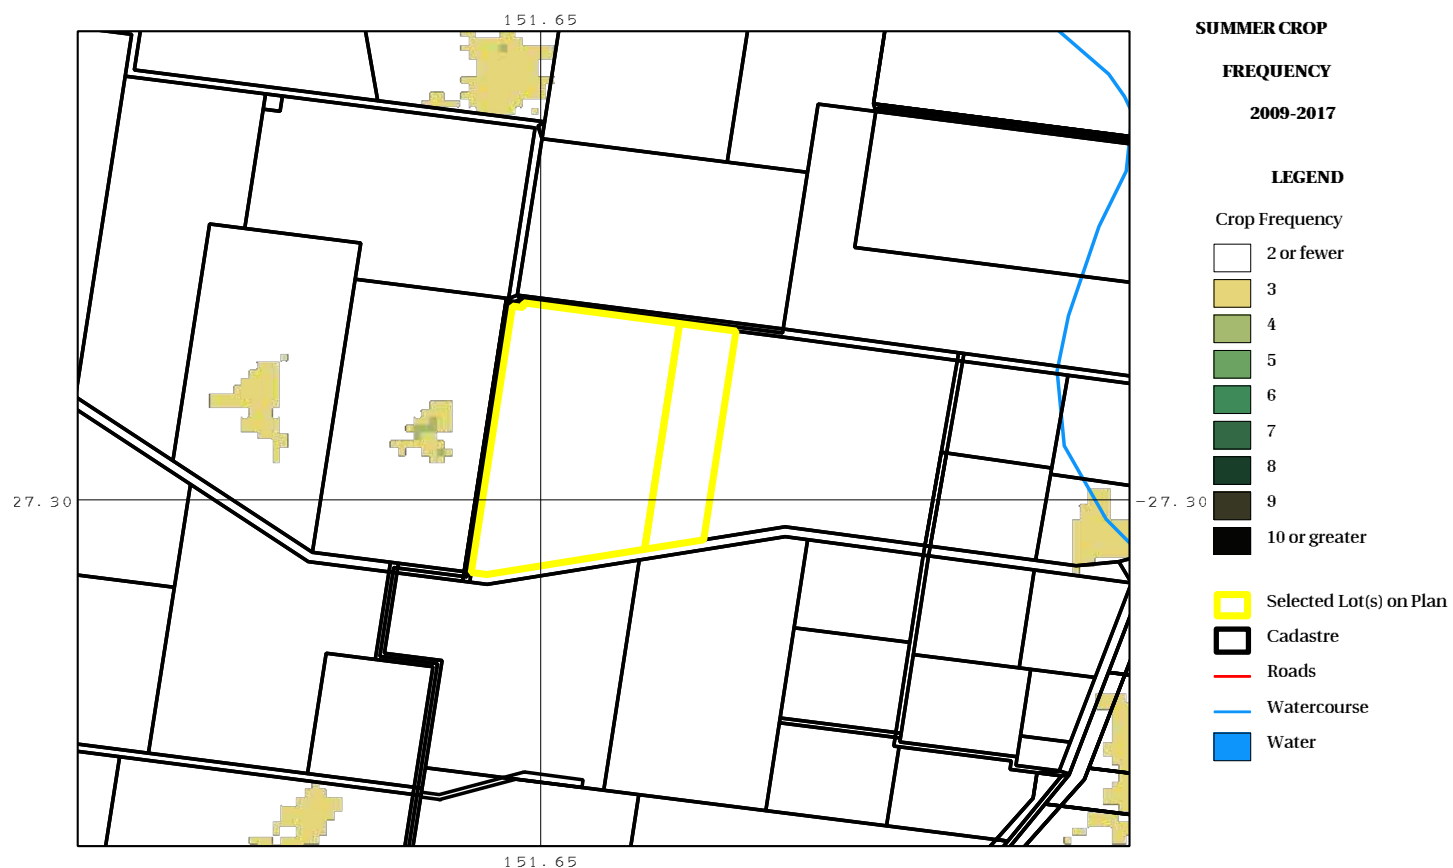 151.65
27.30
-27.30
151.65
SUMMER CROP
FREQUENCY
2009-2017
LEGEND
Crop Frequency
2 or fewer
3
4
5
6
7
8
9
10 or greater
Selected Lot(s) on Plan
Cadastre
Roads
Watercourse
Water